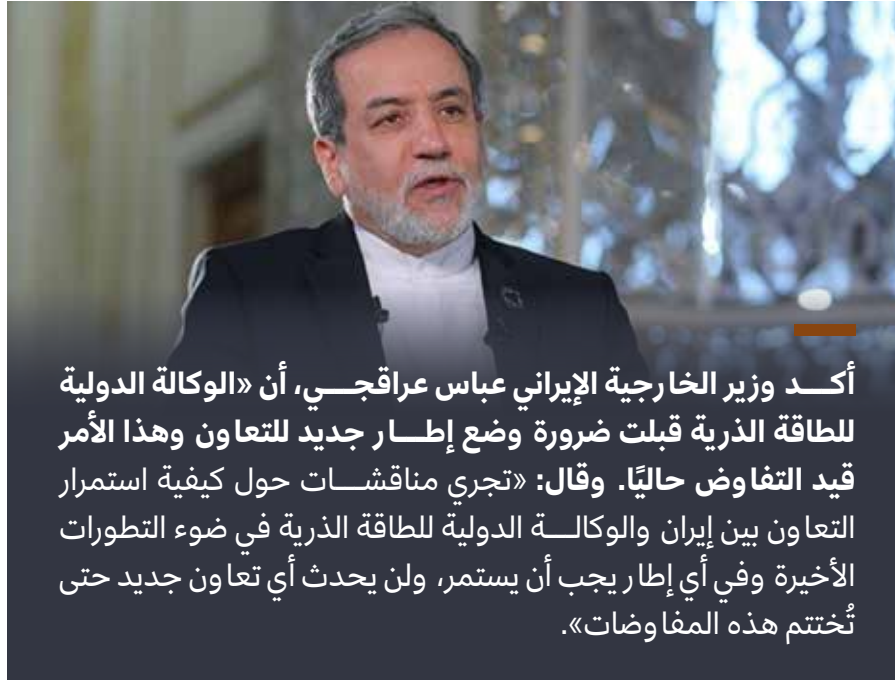 أكـــد وزير الخارجية الإيراني عباس عراقجـــي، أن «الوكالة الدولية
للطاقة الذرية قبلت ضرورة وضع إطـــار جديد للتعاون وهذا الأمر
قيد التفاوض حاليًا. وقال: «تجري مناقشـــات حول كيفية استمرار
التعاون بين إيران والوكالـــة الدولية للطاقة الذرية في ضوء التطورات
الأخيرة وفي أي إطار يجب أن يستمر، ولن يحدث أي تعاون جديد حتى
تُختتم هذه المفاوضات».